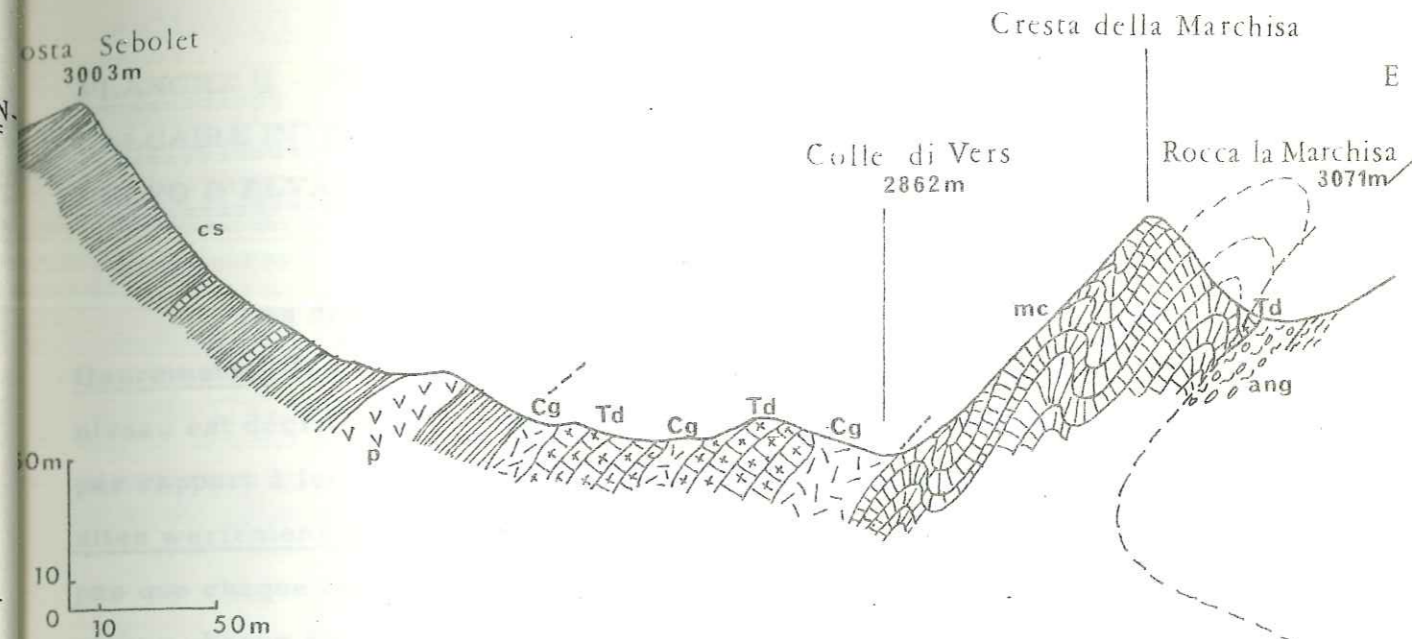 osta Sebolet
3003m
N.
Cresta della Marchisa
E
Colle di Vers
2862m
Rocca la Marchisa
3071m
cs
mc
Td
ang
Cg
Td
Cg
Td
Cg
p
50m
10
0
10
50m